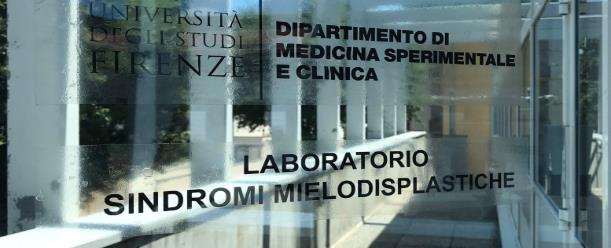 UNIVERSITÀ
DEGLI STUDI
FIRENZE
DIPARTIMENTO DI
MEDICINA SPERIMENTALE
E CLINICA
LABORATORIO
SINDROMI MIELODISPLASTICHE